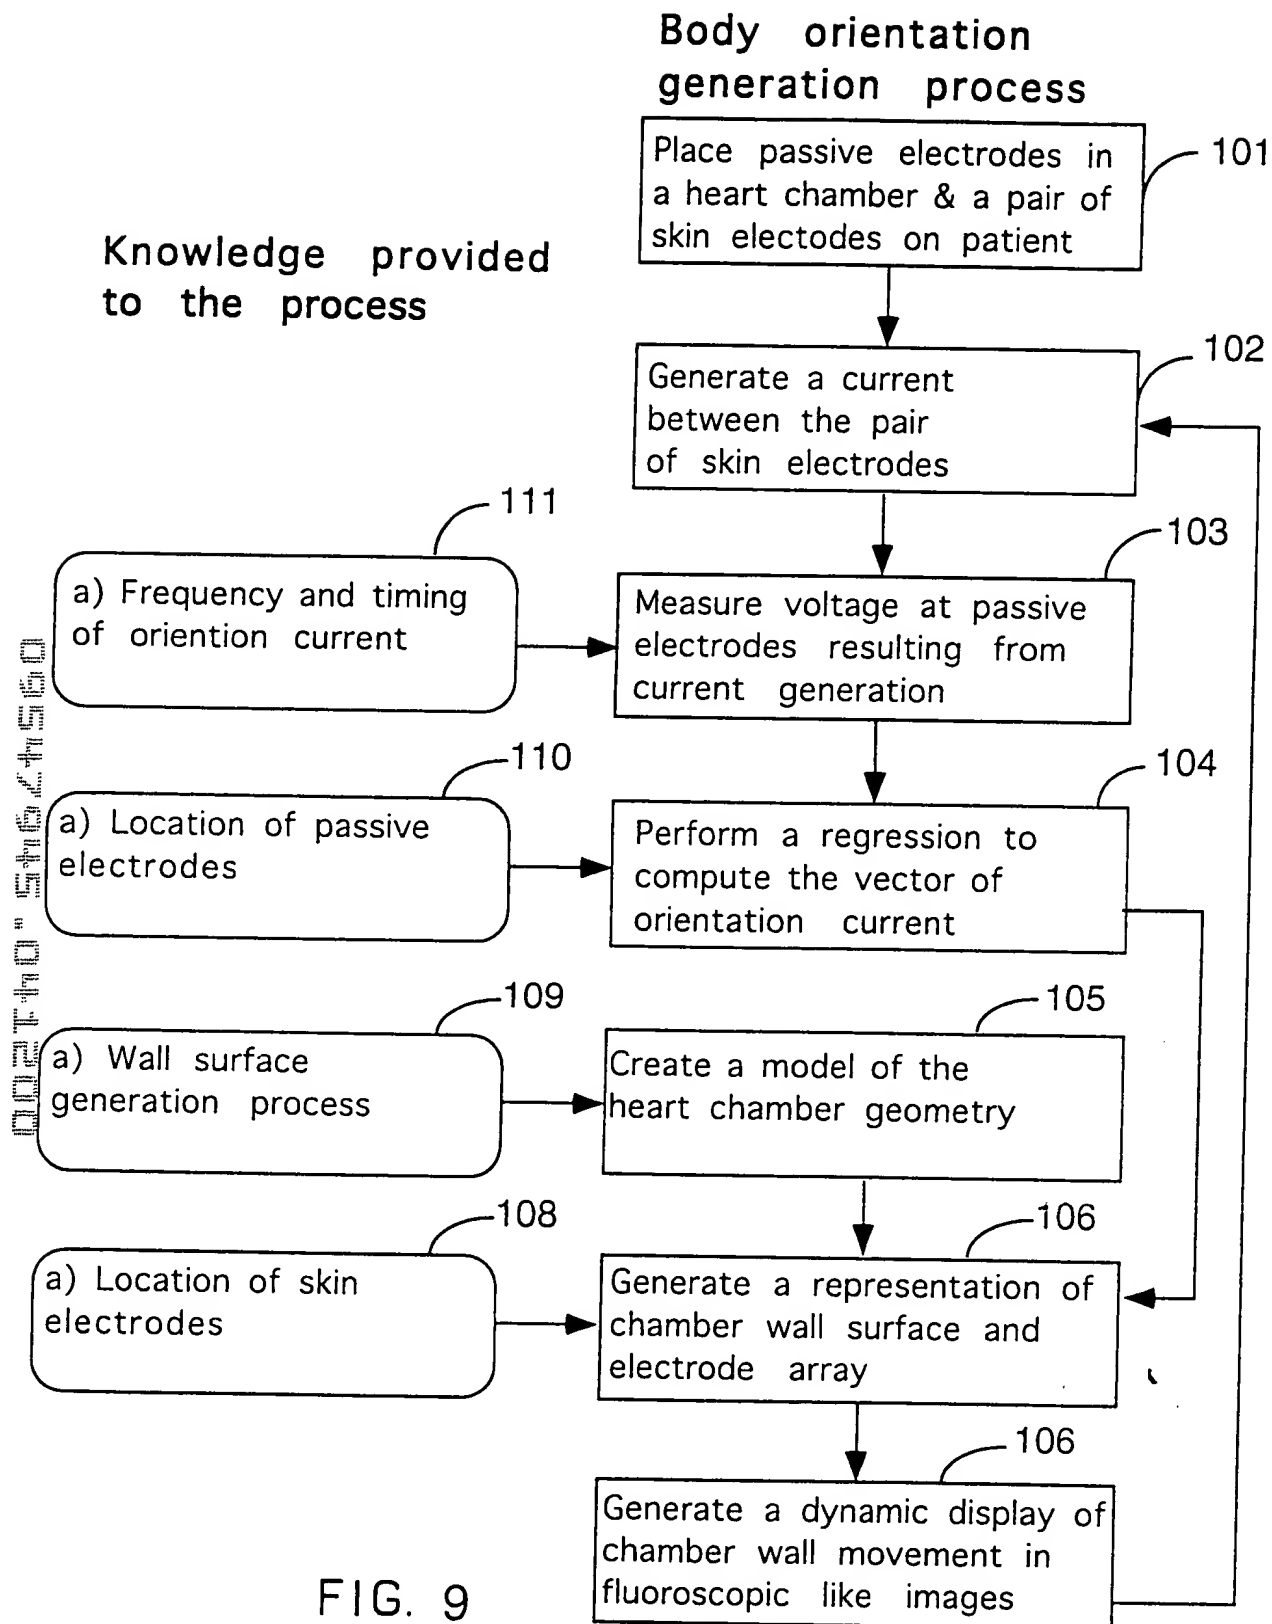 Body orientation
generation process
Place passive electrodes in
a heart chamber & a pair of
skin electodes on patient
101
Knowledge provided
to the process
Generate a current
between the pair
of skin electrodes
102
111
a) Frequency and timing
of oriention current
103
Measure voltage at passive
electrodes resulting from
current generation
110
a) Location of passive
electrodes
104
Perform a regression to
compute the vector of
orientation current
109
a) Wall surface
generation process
105
Create a model of the
heart chamber geometry
108
a) Location of skin
electrodes
106
Generate a representation of
chamber wall surface and
electrode array
106
Generate a dynamic display of
chamber wall movement in
fluoroscopic like images
FIG. 9
09547945.041200